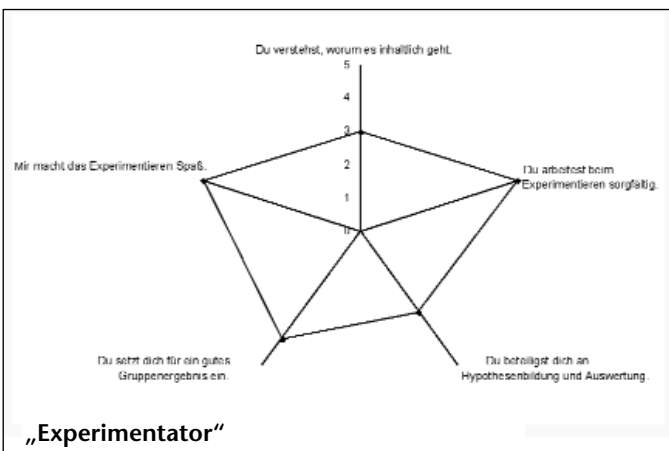 Du verstehst, worum es inhaltlich geht.
5
4
3
2
1
0
Mir macht das Experimentieren Spaß.
Du arbeitest beim
Experimentieren sorgfältig.
Du setzt dich für ein gutes
Gruppenergebnis ein.
Du beteiligst dich an
Hypothesenbildung und Auswertung.
„Experimentator“